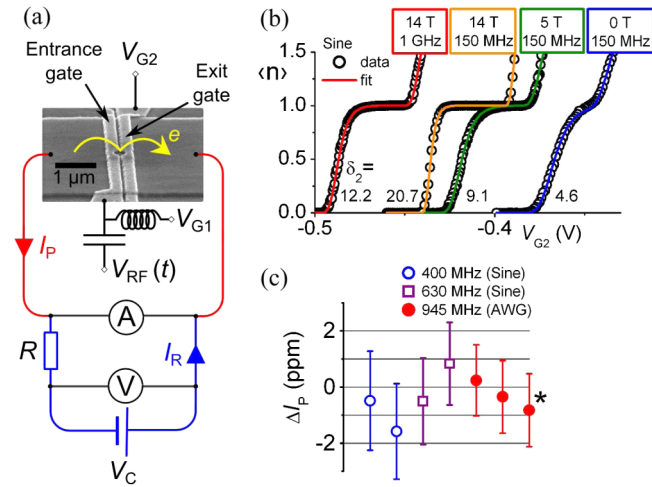 (a)
V_G2
Entrance gate
Exit gate
e
1 μm
V_G1
V_RF (t)
I_P
A
R
I_R
V
V_C
(b)
14 T
1 GHz
14 T
150 MHz
5 T
150 MHz
0 T
150 MHz
Sine
data
fit
⟨n⟩
1.5
1.0
0.5
0.0
δ₂=
12.2 20.7 9.1 4.6
-0.5 -0.4
V_G2 (V)
(c)
400 MHz (Sine)
630 MHz (Sine)
945 MHz (AWG)
ΔI_P (ppm)
2
0
-2
*